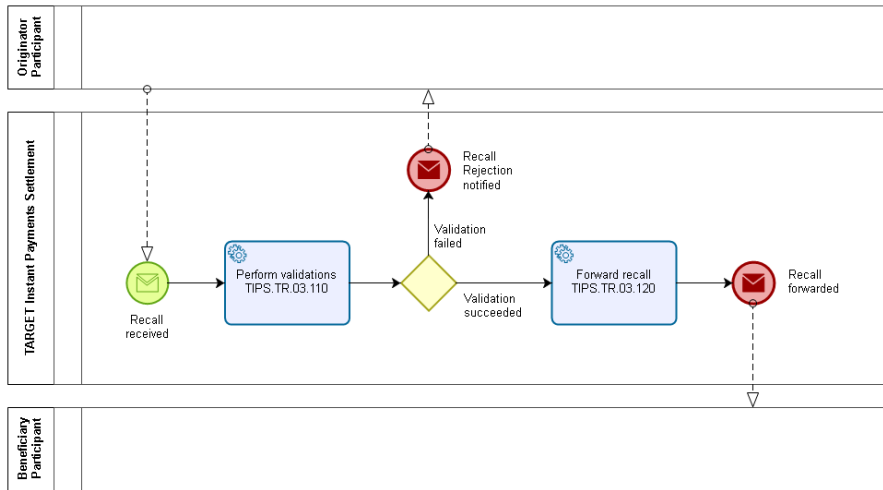 Originator
Participant
TARGET Instant Payments Settlement
Recall
Rejection
notified
Validation
failed
Perform validations
TIPS.TR.03.110
Forward recall
TIPS.TR.03.120
Recall
forwarded
Validation
succeeded
Recall
received
Beneficiary
Participant